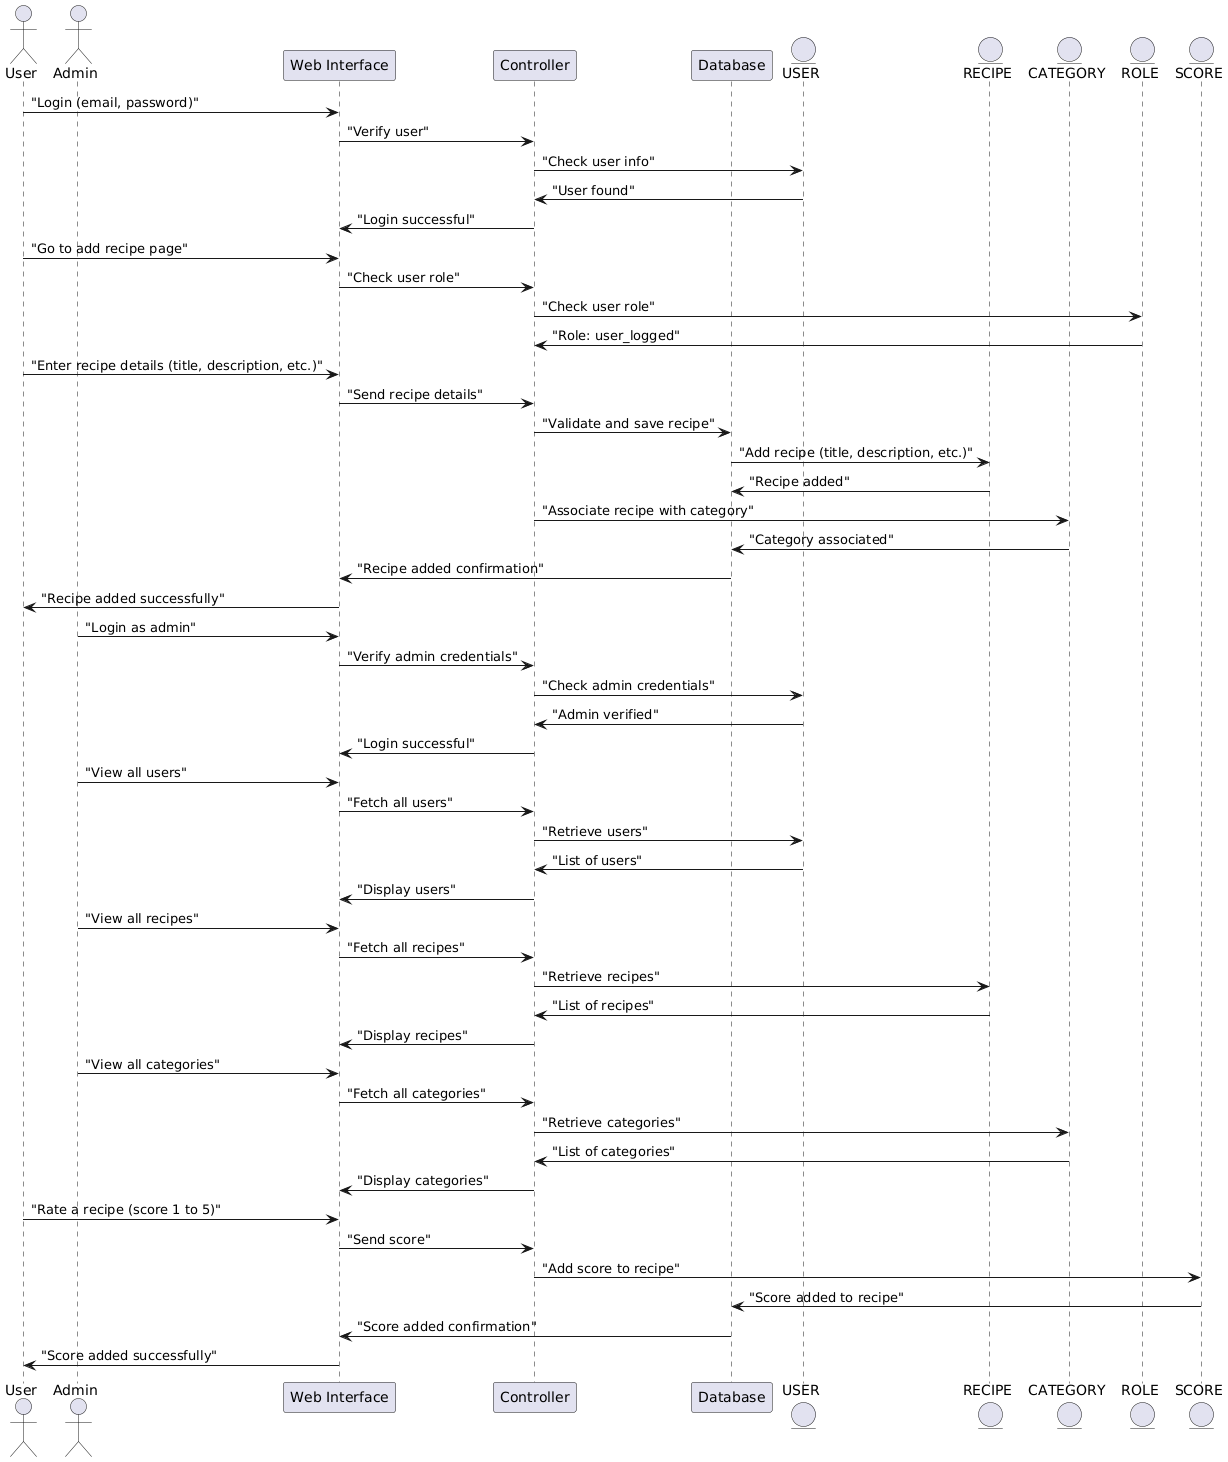 User
Admin
Web Interface
Controller
Database
USER
RECIPE
CATEGORY
ROLE
SCORE
"Login (email, password)"
"Verify user"
"Check user info"
"User found"
"Login successful"
"Go to add recipe page"
"Check user role"
"Check user role"
"Role: user_logged"
"Enter recipe details (title, description, etc.)"
"Send recipe details"
"Validate and save recipe"
"Add recipe (title, description, etc.)"
"Recipe added"
"Associate recipe with category"
"Category associated"
"Recipe added confirmation"
"Recipe added successfully"
"Login as admin"
"Verify admin credentials"
"Check admin credentials"
"Admin verified"
"Login successful"
"View all users"
"Fetch all users"
"Retrieve users"
"List of users"
"Display users"
"View all recipes"
"Fetch all recipes"
"Retrieve recipes"
"List of recipes"
"Display recipes"
"View all categories"
"Fetch all categories"
"Retrieve categories"
"List of categories"
"Display categories"
"Rate a recipe (score 1 to 5)"
"Send score"
"Add score to recipe"
"Score added to recipe"
"Score added confirmation"
"Score added successfully"
User
Admin
Web Interface
Controller
Database
USER
RECIPE
CATEGORY
ROLE
SCORE